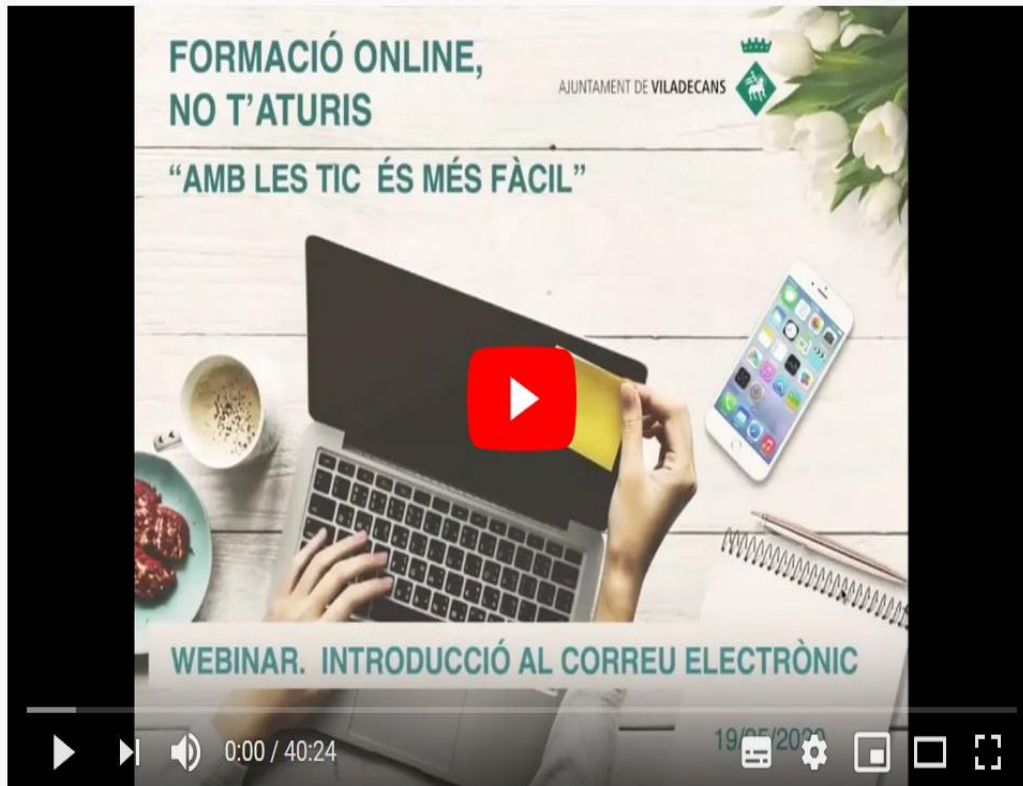 FORMACIÓ ONLINE,
NO T'ATURIS
AJUNTAMENT DE VILADECANS
“AMB LES TIC ÉS MÉS FÀCIL”
WEBINAR. INTRODUCCIÓ AL CORREU ELECTRÒNIC
0:00 / 40:24